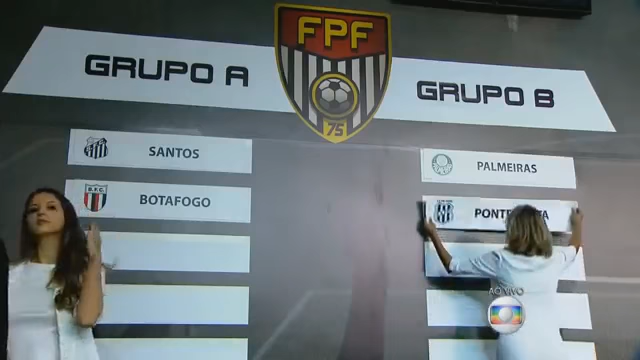 FPF
75
GRUPO A
SANTOS
B.F.C.
BOTAFOGO
GRUPO B
PALMEIRAS
AO VIVO